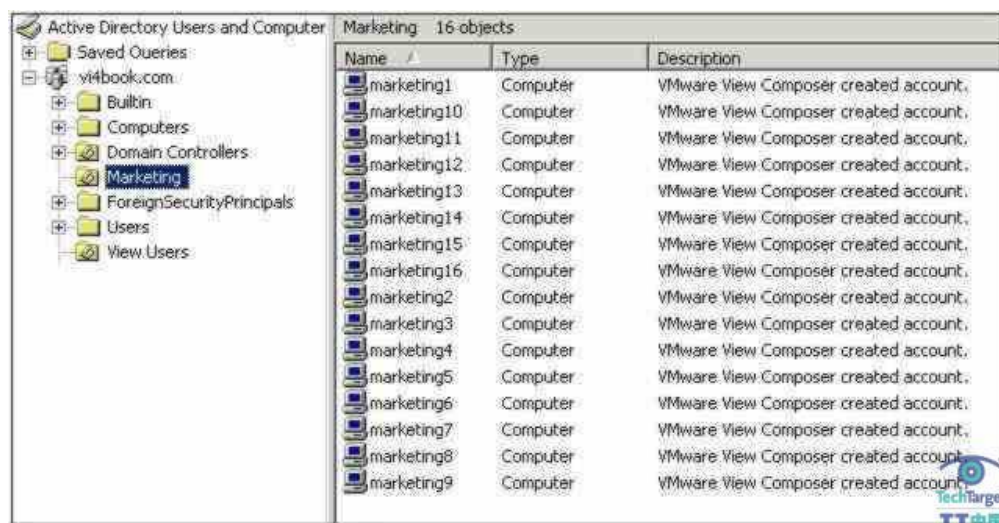 Active Directory Users and Computer
Saved Queries
vi4book.com
Builtin
Computers
Domain Controllers
Marketing
ForeignSecurityPrincipals
Users
View Users
Marketing 16 objects
Name Type Description
marketing1 Computer VMware View Composer created account.
marketing10 Computer VMware View Composer created account.
marketing11 Computer VMware View Composer created account.
marketing12 Computer VMware View Composer created account.
marketing13 Computer VMware View Composer created account.
marketing14 Computer VMware View Composer created account.
marketing15 Computer VMware View Composer created account.
marketing16 Computer VMware View Composer created account.
marketing2 Computer VMware View Composer created account.
marketing3 Computer VMware View Composer created account.
marketing4 Computer VMware View Composer created account.
marketing5 Computer VMware View Composer created account.
marketing6 Computer VMware View Composer created account.
marketing7 Computer VMware View Composer created account.
marketing8 Computer VMware View Composer created account.
marketing9 Computer VMware View Composer created account.
TechTarge